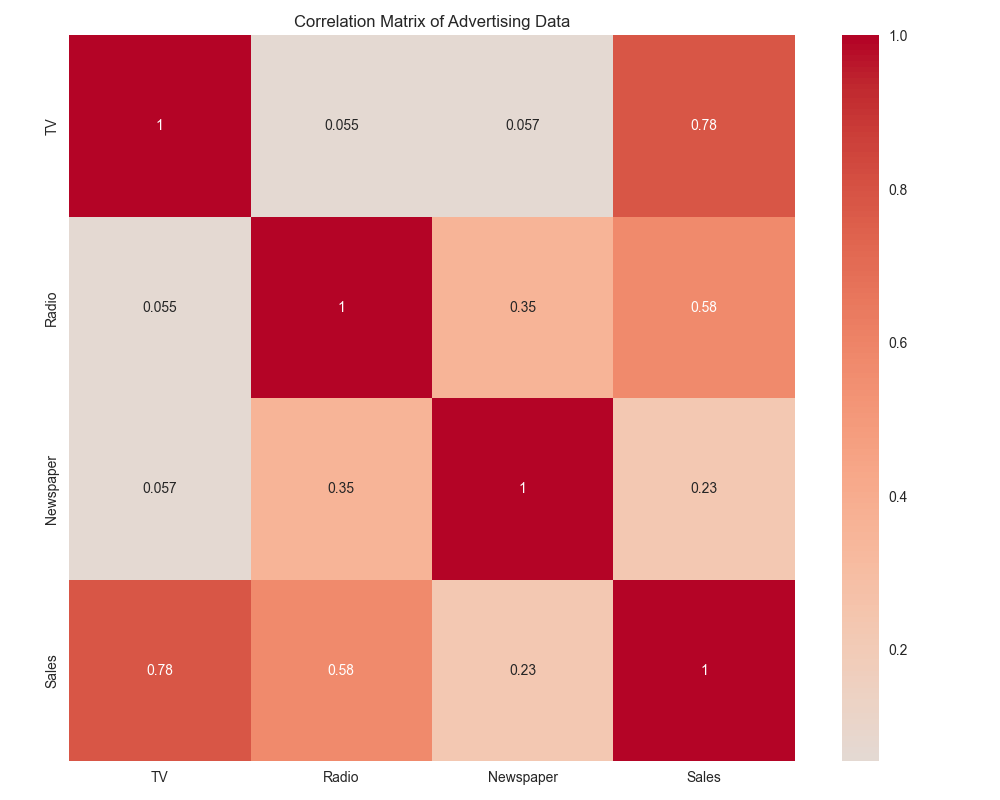 Correlation Matrix of Advertising Data
1.0
TV 1 0.055 0.057 0.78
0.8
Radio 0.055 1 0.35 0.58
0.6
Newspaper 0.057 0.35 1 0.23
0.4
Sales 0.78 0.58 0.23 1
0.2
TV Radio Newspaper Sales